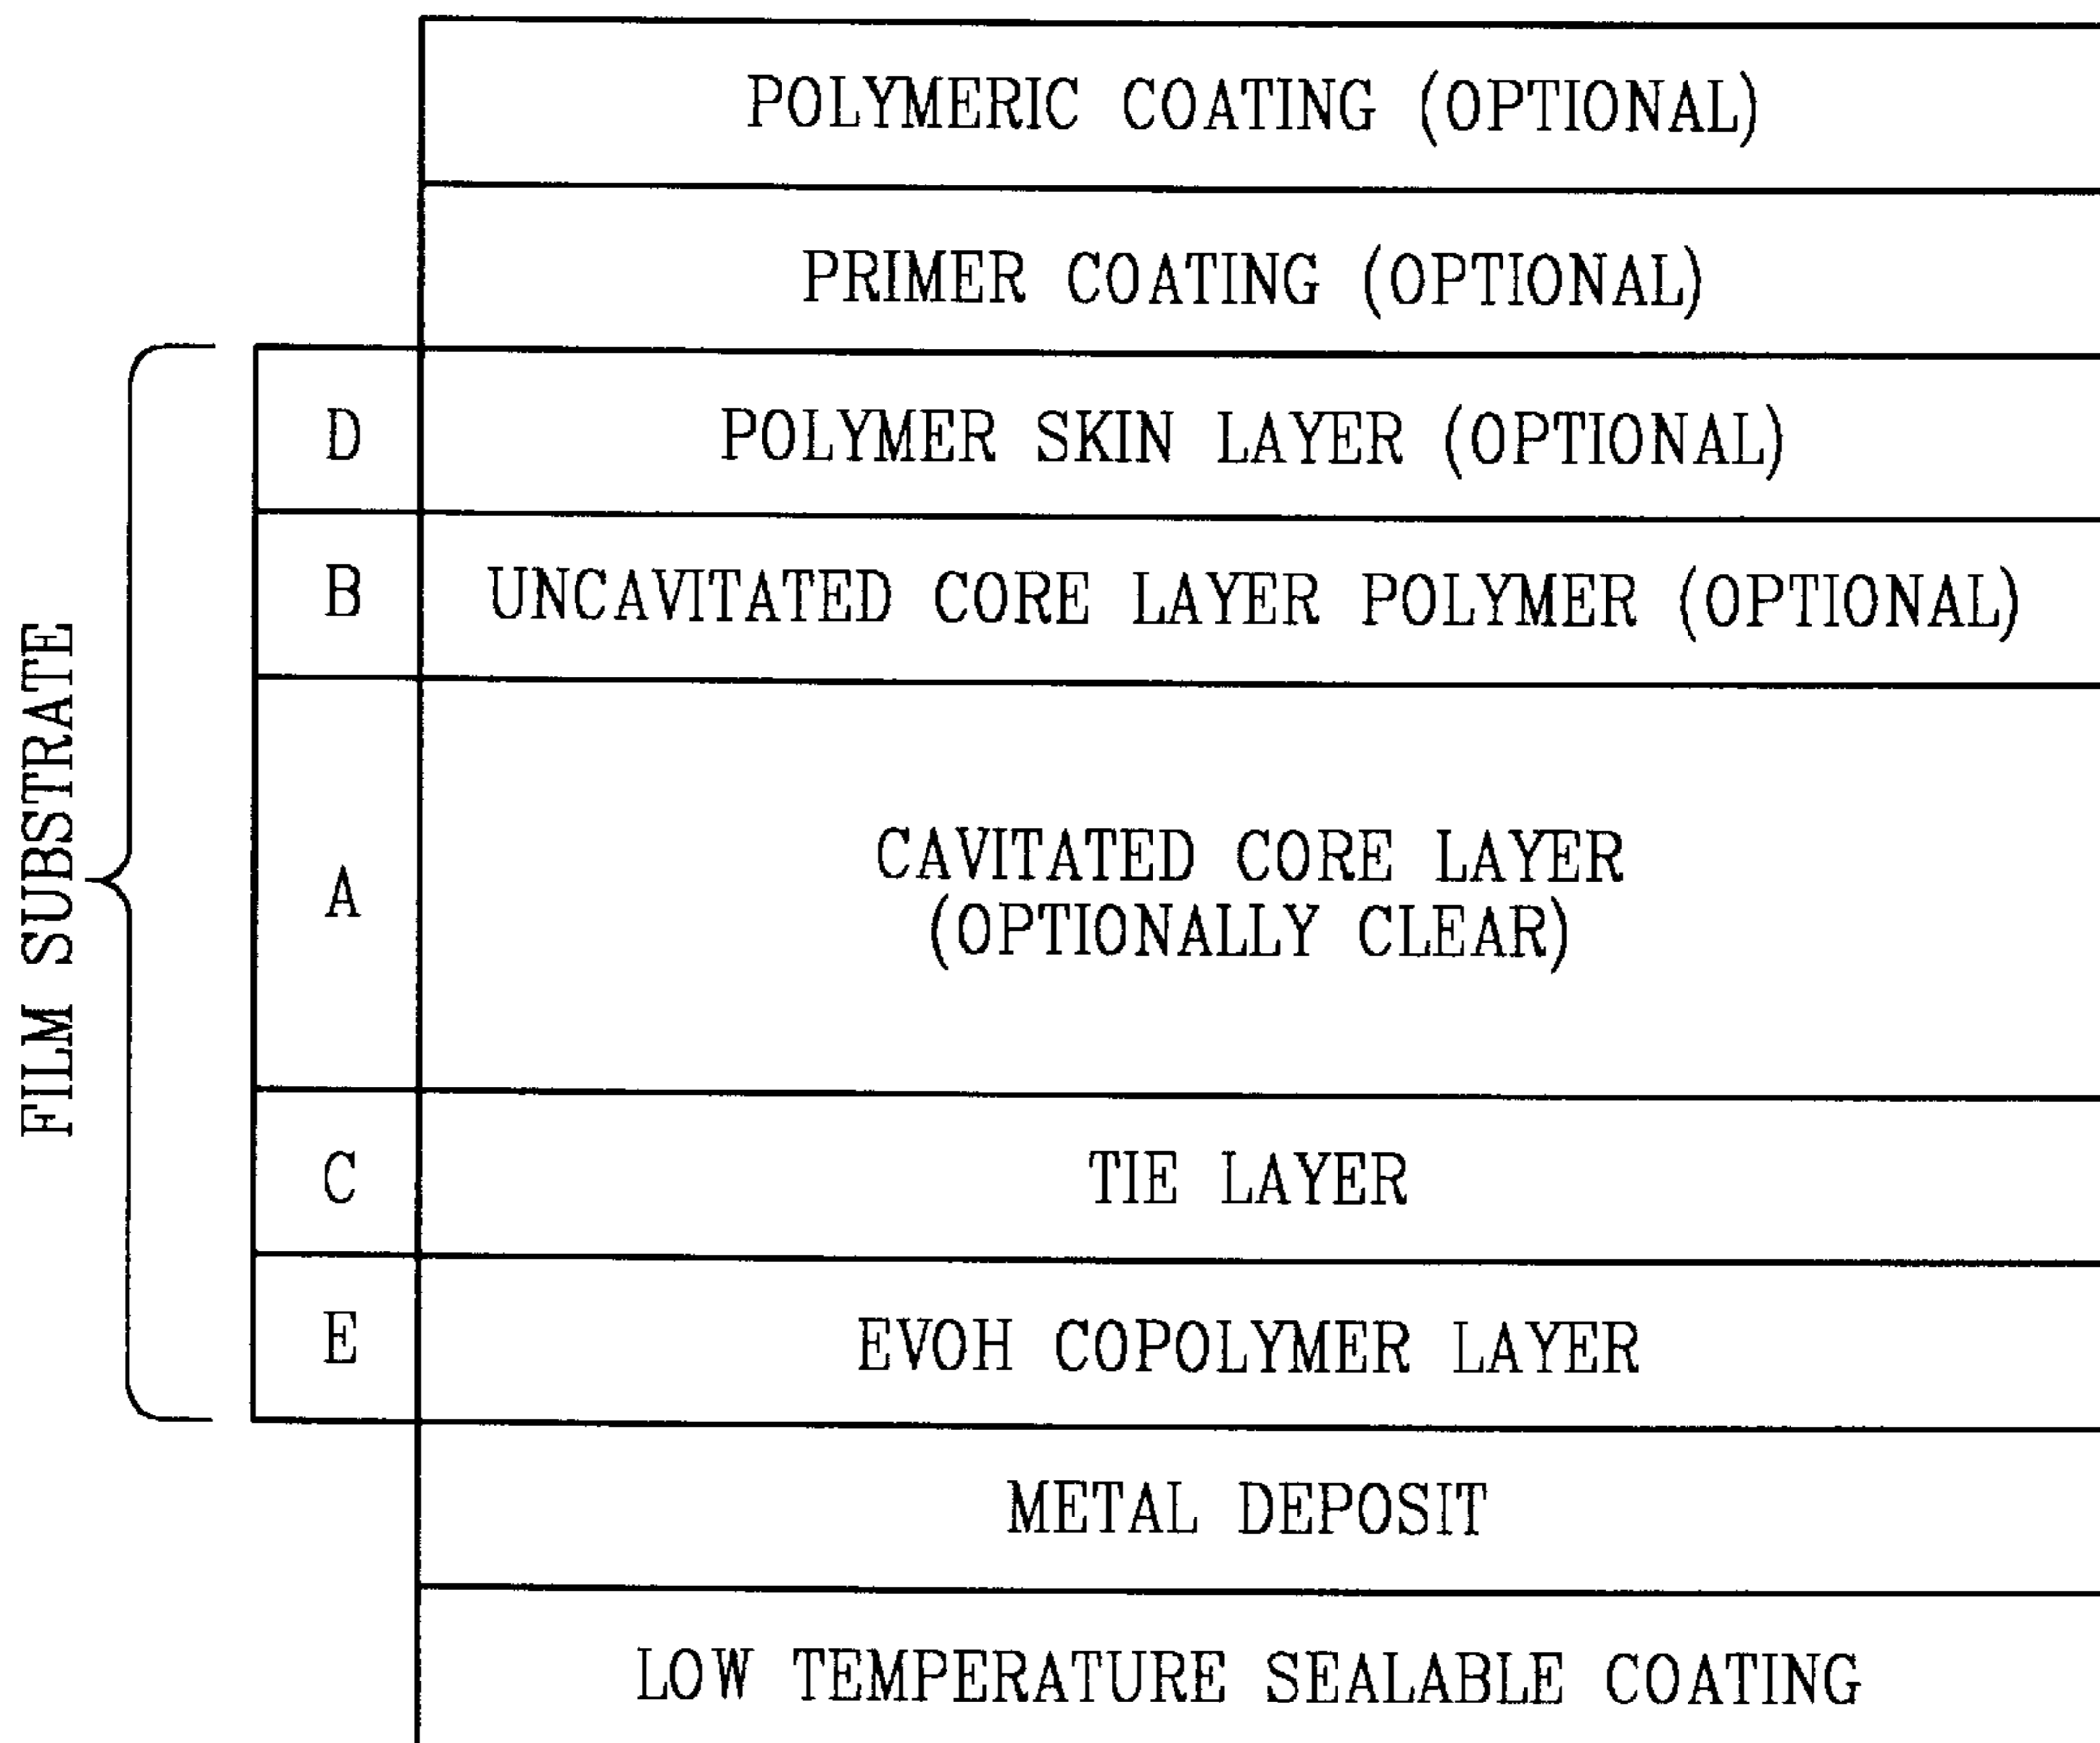 POLYMERIC COATING (OPTIONAL)
PRIMER COATING (OPTIONAL)
FILM SUBSTRATE
D
POLYMER SKIN LAYER (OPTIONAL)
B
UNCAVITATED CORE LAYER POLYMER (OPTIONAL)
A
CAVITATED CORE LAYER
(OPTIONALLY CLEAR)
C
TIE LAYER
E
EVOH COPOLYMER LAYER
METAL DEPOSIT
LOW TEMPERATURE SEALABLE COATING